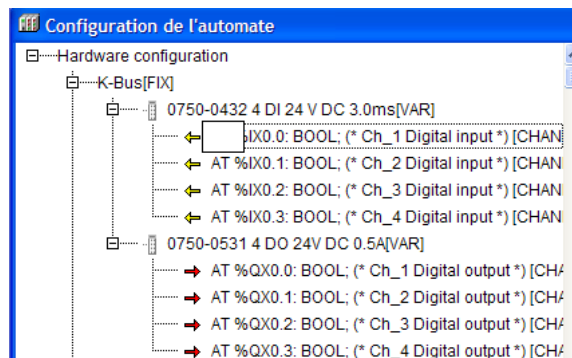 Configuration de l'automate
Hardware configuration
K-Bus[FIX]
0750-0432 4 DI 24 V DC 3.0ms[VAR]
%IX0.0: BOOL; (* Ch_1 Digital input *) [CHAN
AT %IX0.1: BOOL; (* Ch_2 Digital input *) [CHAN
AT %IX0.2: BOOL; (* Ch_3 Digital input *) [CHAN
AT %IX0.3: BOOL; (* Ch_4 Digital input *) [CHAN
0750-0531 4 DO 24V DC 0.5A[VAR]
AT %QX0.0: BOOL; (* Ch_1 Digital output *) [CHA
AT %QX0.1: BOOL; (* Ch_2 Digital output *) [CHA
AT %QX0.2: BOOL; (* Ch_3 Digital output *) [CHA
AT %QX0.3: BOOL; (* Ch_4 Digital output *) [CHA